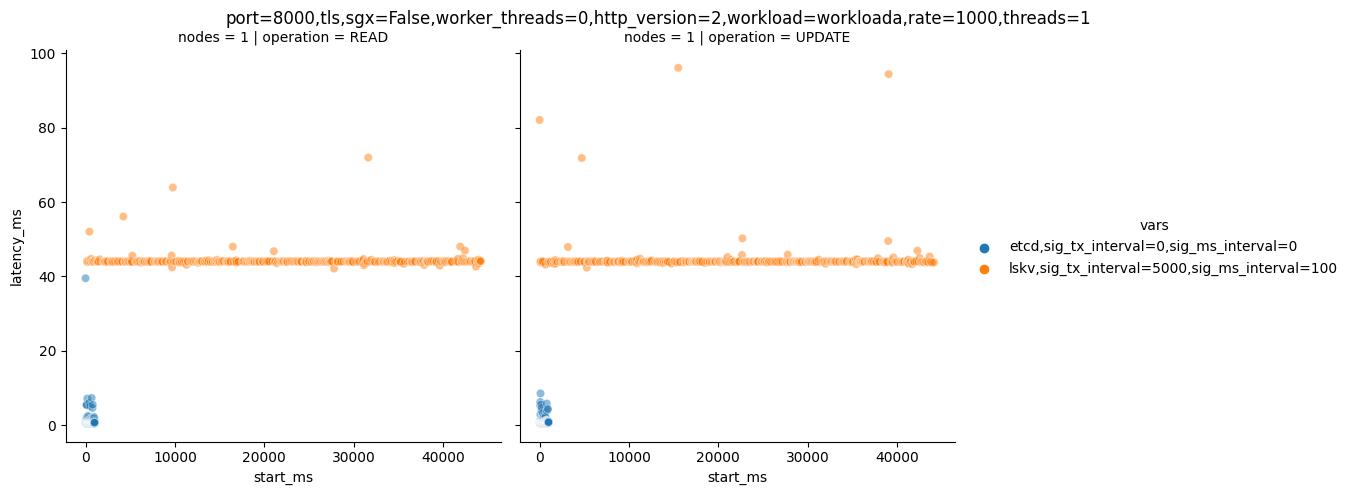 port=8000,tls,sgx=False,worker_threads=0,http_version=2,workload=workloada,rate=1000,threads=1
nodes = 1 | operation = READ
nodes = 1 | operation = UPDATE
100
80
60
40
20
0
latency_ms
0 10000 20000 30000 40000
start_ms
0 10000 20000 30000 40000
start_ms
vars
etcd,sig_tx_interval=0,sig_ms_interval=0
lskv,sig_tx_interval=5000,sig_ms_interval=100